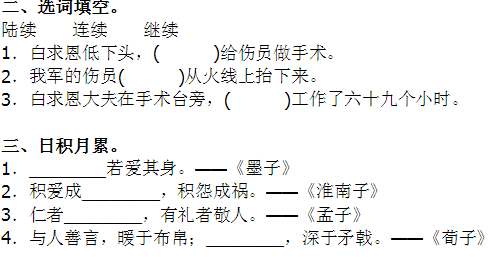 二、选词填空。
陆续 连续 继续
1．白求恩低下头，( )给伤员做手术。
2．我军的伤员( )从火线上抬下来。
3．白求恩大夫在手术台旁，( )工作了六十九个小时。
三、日积月累。
1．________若爱其身。——《墨子》
2．积爱成________，积怨成祸。——《淮南子》
3．仁者________，有礼者敬人。——《孟子》
4．与人善言，暖于布帛；________，深于矛戟。——《荀子》